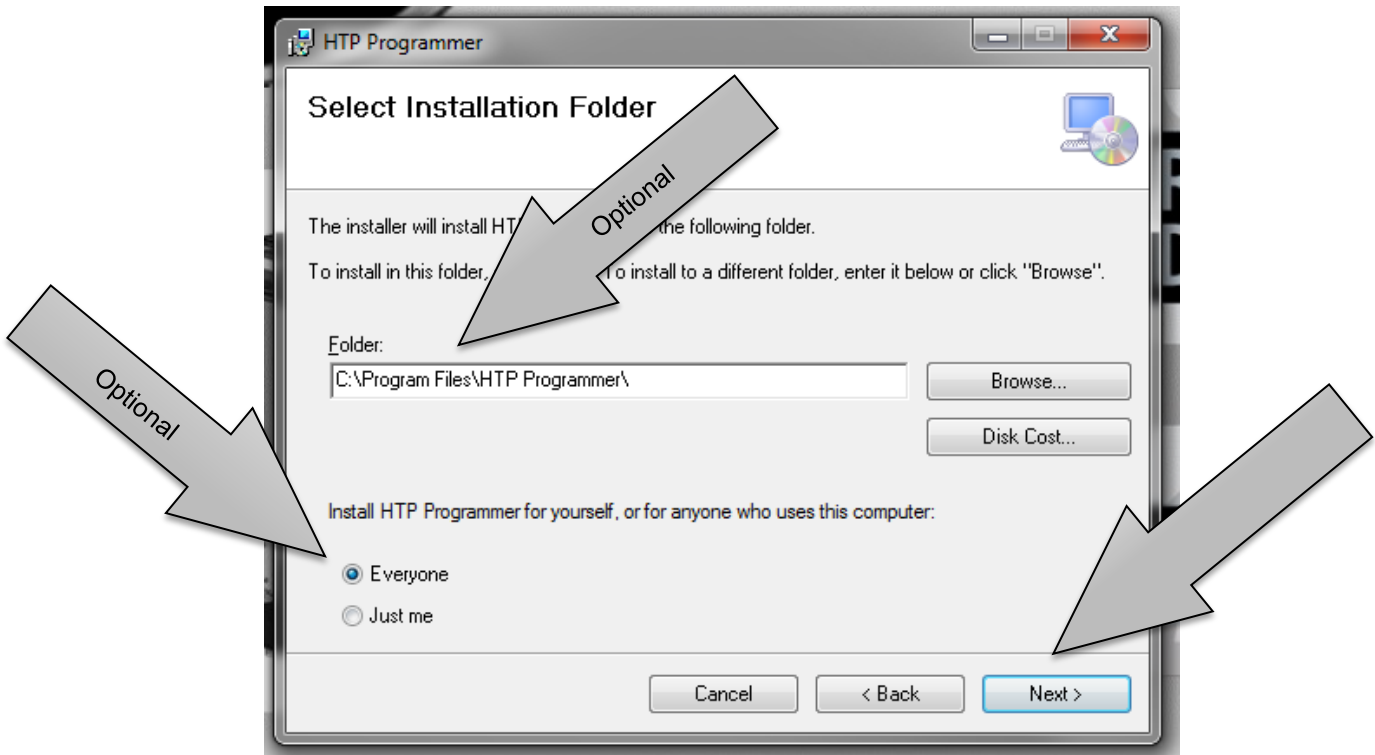 HTP Programmer
Select Installation Folder
Optional
The installer will install HT the following folder.
To install in this folder, To install to a different folder, enter it below or click "Browse".
Folder:
C:\Program Files\HTP Programmer\
Browse...
Optional
Disk Cost...
Install HTP Programmer for yourself, or for anyone who uses this computer:
Everyone
Just me
Cancel
< Back
Next >